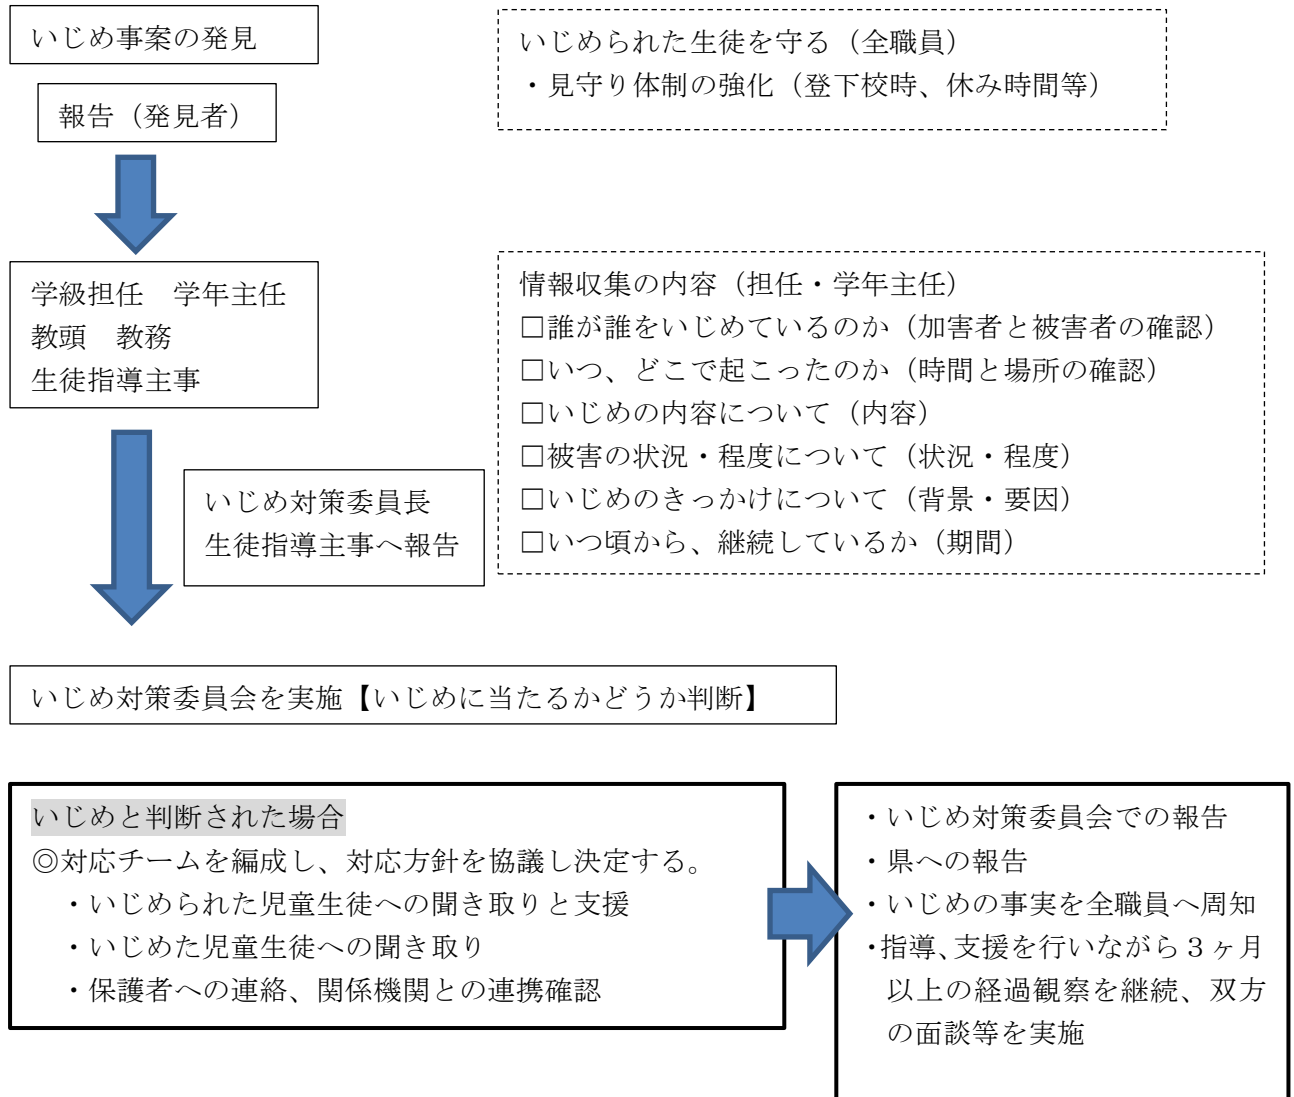 いじめ事案の発見
報告（発見者）
いじめられた生徒を守る（全職員）
・見守り体制の強化（登下校時、休み時間等）
学級担任　学年主任
教頭　教務
生徒指導主事
情報収集の内容（担任・学年主任）
□誰が誰をいじめているのか（加害者と被害者の確認）
□いつ、どこで起こったのか（時間と場所の確認）
□いじめの内容について（内容）
□被害の状況・程度について（状況・程度）
□いじめのきっかけについて（背景・要因）
□いつ頃から、継続しているか（期間）
いじめ対策委員長
生徒指導主事へ報告
いじめ対策委員会を実施【いじめに当たるかどうか判断】
いじめと判断された場合
◎対応チームを編成し、対応方針を協議し決定する。
・いじめられた児童生徒への聞き取りと支援
・いじめた児童生徒への聞き取り
・保護者への連絡、関係機関との連携確認
・いじめ対策委員会での報告
・県への報告
・いじめの事実を全職員へ周知
・指導、支援を行いながら３ヶ月
以上の経過観察を継続、双方
の面談等を実施